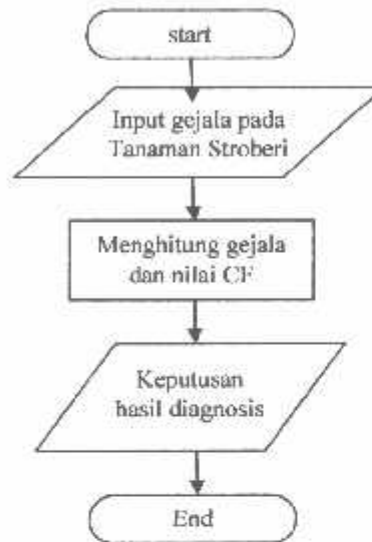 start
Input gejala pada
Tanaman Stroberi
Menghitung gejala
dan nilai CF
Keputusan
hasil diagnosis
End